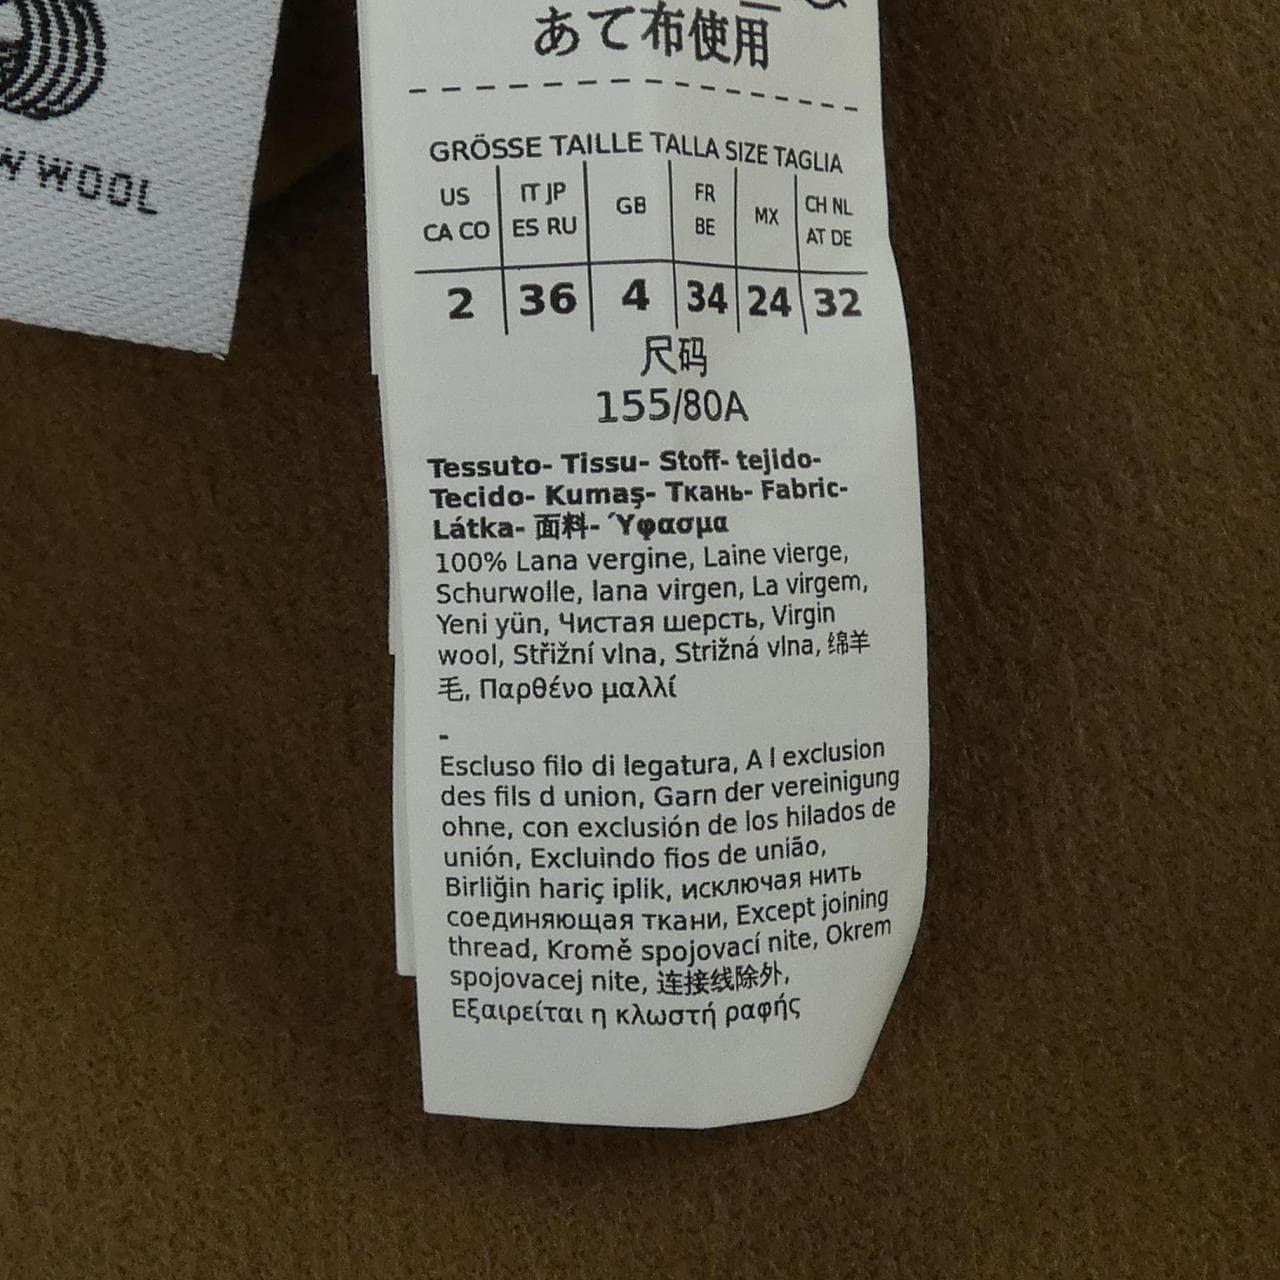 W WOOL
あて布使用
GRÖSSE TAILLE TALLA SIZE TAGLIA
US CA CO | IT JP ES RU | GB | FR BE | MX | CH NL AT DE
2 | 36 | 4 | 34 | 24 | 32
尺码
155/80A
Tessuto- Tissu- Stoff- tejido-
Tecido- Kumaş- Ткань- Fabric-
Látka- 面料- Ύφασμα
100% Lana vergine, Laine vierge,
Schurwolle, lana virgen, La virgem,
Yeni yün, Чистая шерсть, Virgin
wool, Střižní vlna, Strižná vlna, 绵羊
毛, Παρθένο μαλλί
-
Escluso filo di legatura, A l exclusion
des fils d union, Garn der vereinigung
ohne, con exclusión de los hilados de
unión, Excluindo fios de união,
Birliğin hariç iplik, исключая нить
соединяющая ткани, Except joining
thread, Kromě spojovací nite, Okrem
spojovacej nite, 连接线除外,
Εξαιρείται η κλωστή ραφής